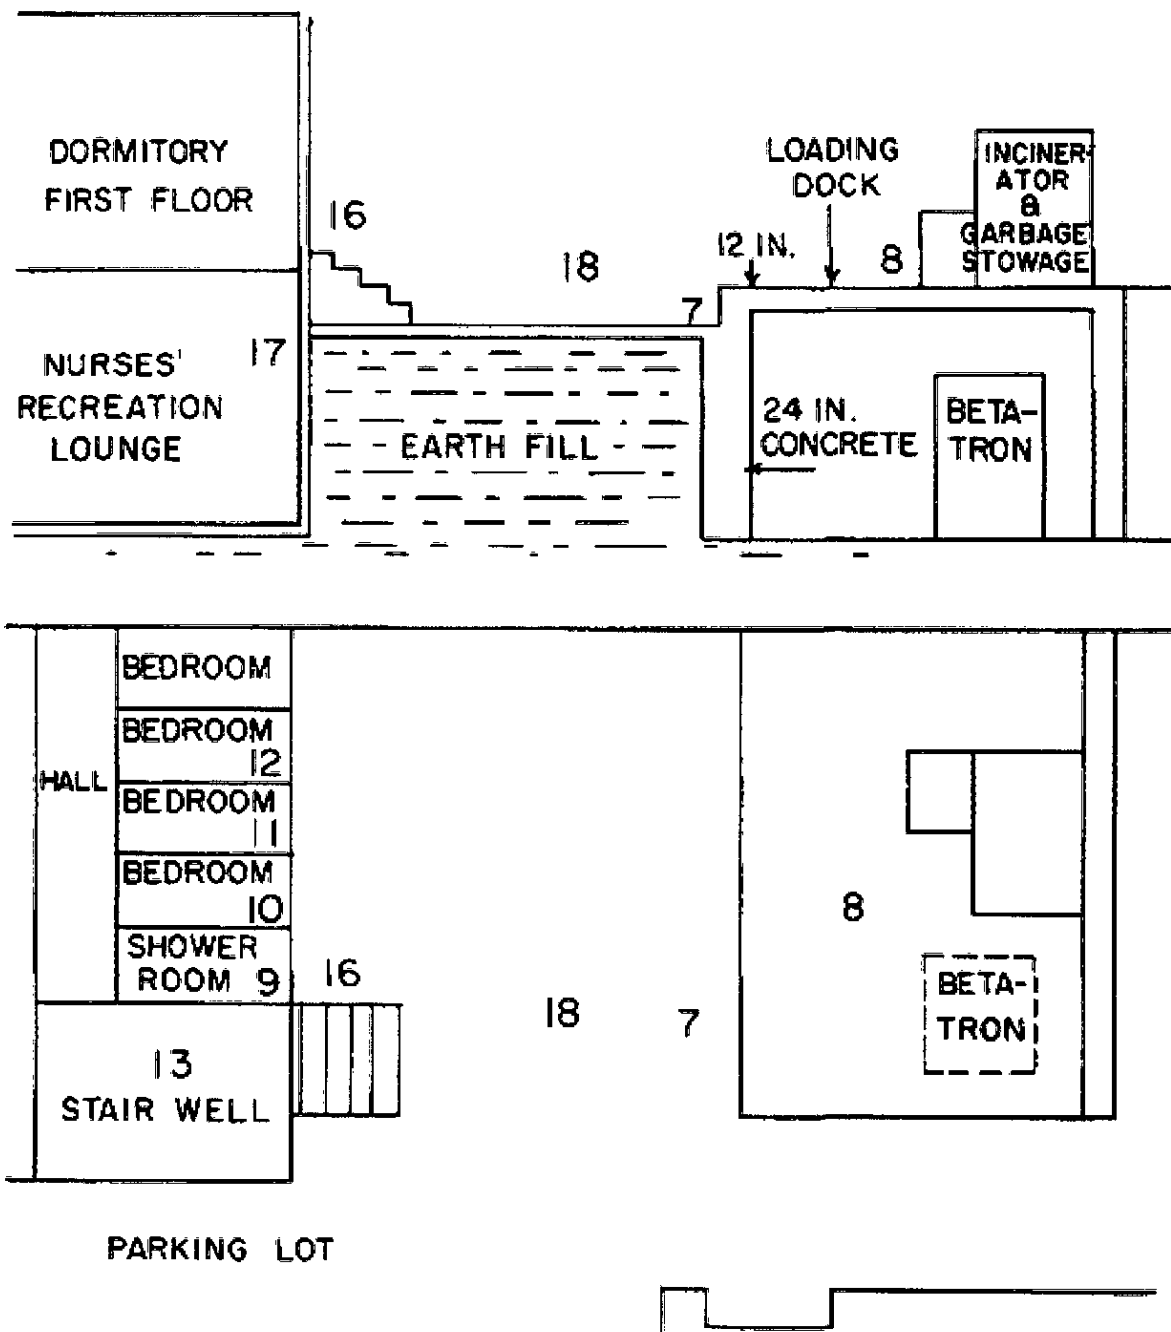 DORMITORY
FIRST FLOOR
16
18
LOADING
DOCK
12 IN.
8
INCINER-
ATOR
&
GARBAGE
STOWAGE
7
17
NURSES'
RECREATION
LOUNGE
EARTH FILL
24 IN.
CONCRETE
BETA-
TRON
HALL
BEDROOM
BEDROOM
12
BEDROOM
11
BEDROOM
10
SHOWER
ROOM 9
16
13
STAIR WELL
18
7
8
BETA-
TRON
PARKING LOT